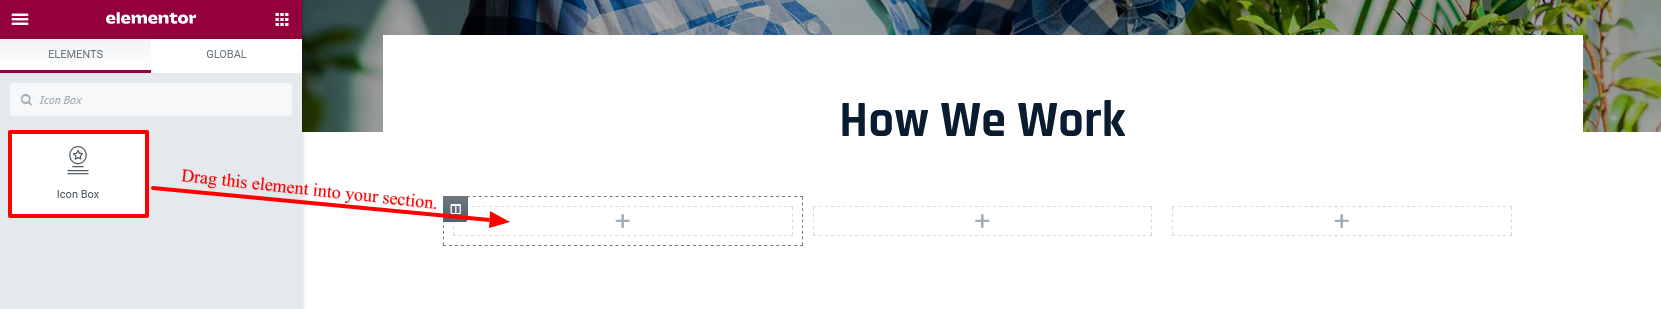 elementor
ELEMENTS
GLOBAL
Icon Box
Icon Box
Drag this element into your section.
How We Work